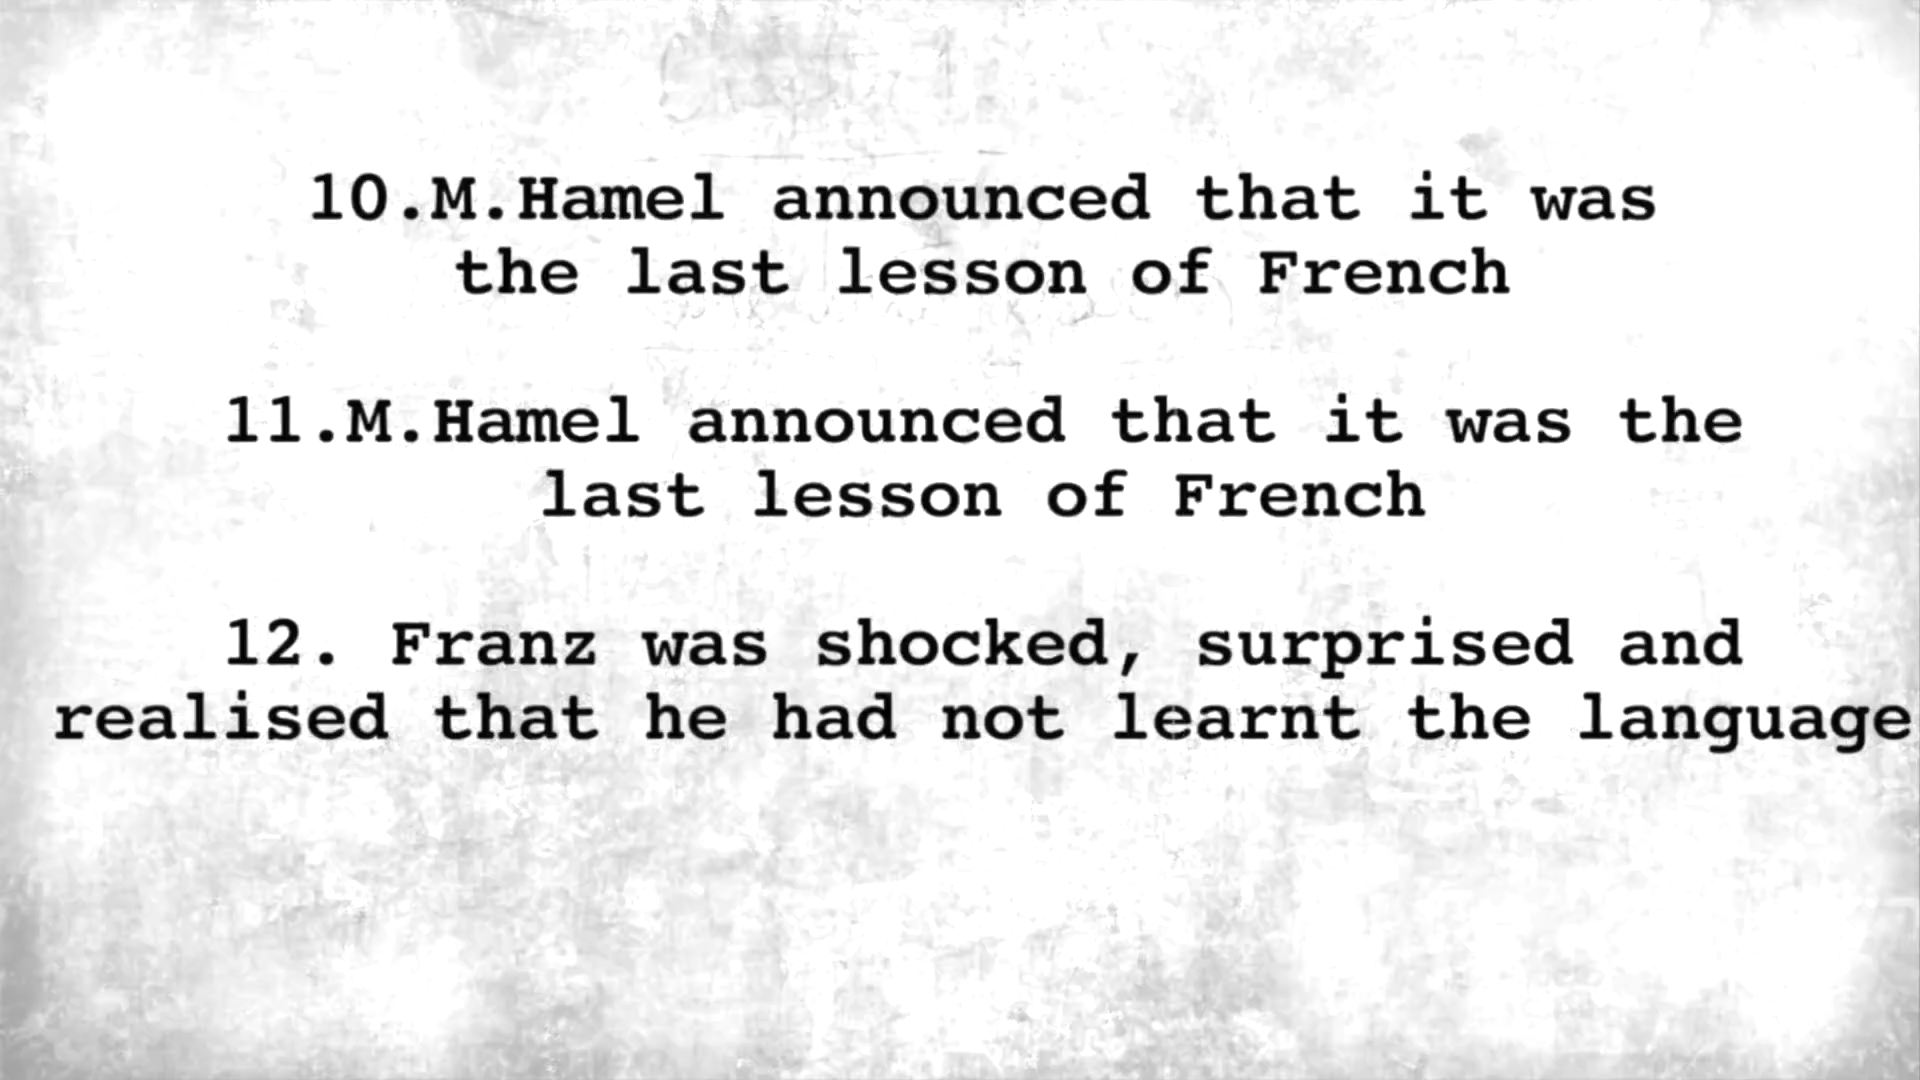 10.M.Hamel announced that it was
the last lesson of French
11.M.Hamel announced that it was the
last lesson of French
12. Franz was shocked, surprised and
realised that he had not learnt the language